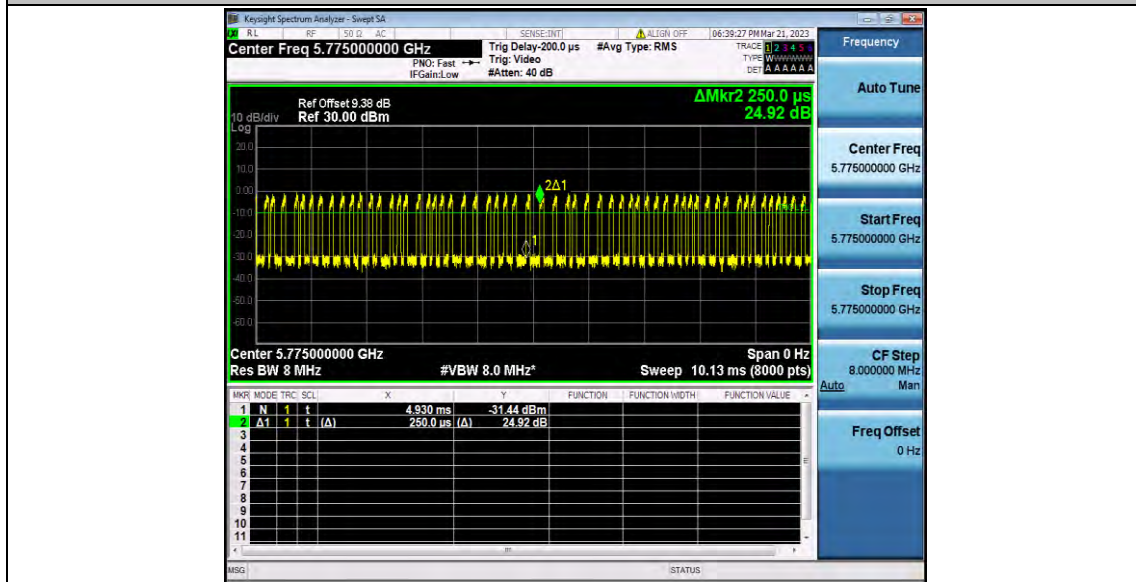 Keysight Spectrum Analyzer - Swept SA
RL RF 50 Ω AC SENSE:INT ALIGN OFF 06:39:27 PM Mar 21, 2023
Center Freq 5.775000000 GHz
PNO: Fast
IFGain:Low
Trig Delay-200.0 µs
Trig: Video
#Atten: 40 dB
#Avg Type: RMS
TRACE 1 2 3 4 5 6
TYPE WWWWWW
DET A A A A A A
ΔMkr2 250.0 µs
24.92 dB
Ref Offset 9.38 dB
10 dB/div Ref 30.00 dBm
Log
20.0
10.0
0.00
-10.0
-20.0
-30.0
-40.0
-50.0
-60.0
2Δ1
1
Center 5.775000000 GHz Span 0 Hz
Res BW 8 MHz #VBW 8.0 MHz* Sweep 10.13 ms (8000 pts)
MKR MODE TRC SCL X Y FUNCTION FUNCTION WIDTH FUNCTION VALUE
1 N 1 t 4.930 ms -31.44 dBm
2 Δ1 1 t (Δ) 250.0 µs (Δ) 24.92 dB
3
4
5
6
7
8
9
10
11
MSG STATUS
Frequency
Auto Tune
Center Freq
5.775000000 GHz
Start Freq
5.775000000 GHz
Stop Freq
5.775000000 GHz
CF Step
8.000000 MHz
Auto Man
Freq Offset
0 Hz